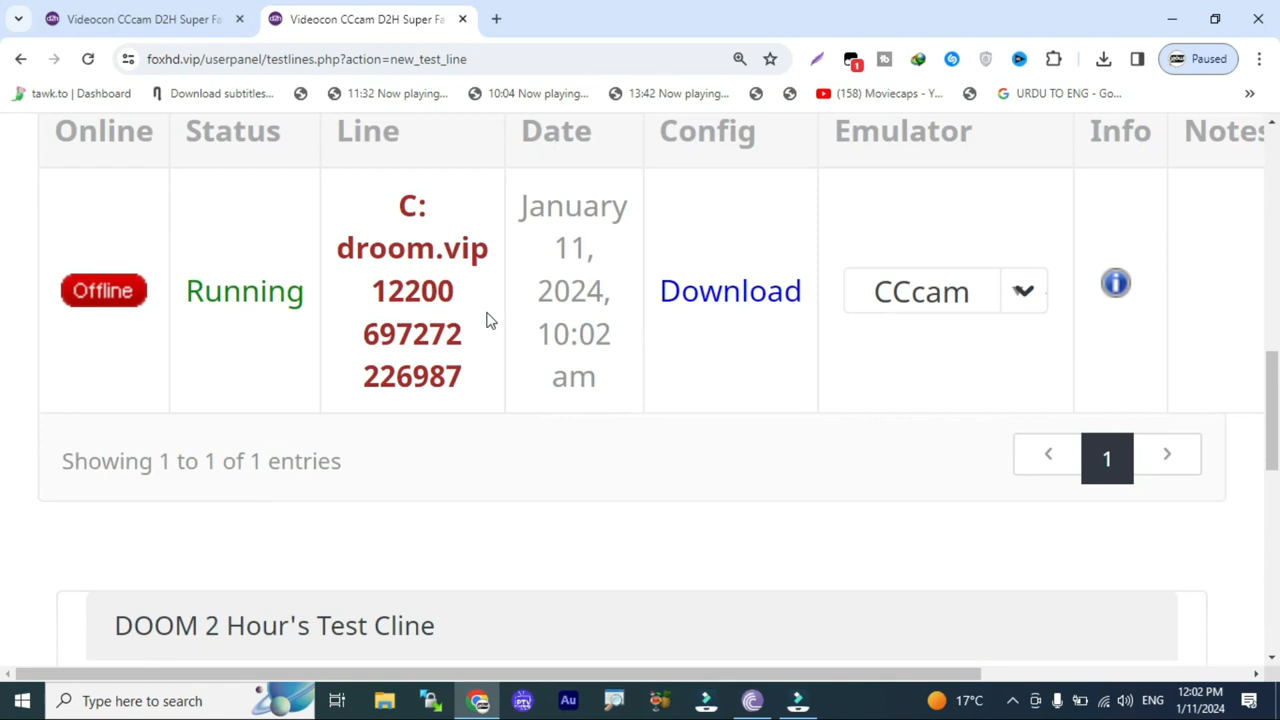 Videocon CCcam D2H Super Fa
Videocon CCcam D2H Super Fa
foxhd.vip/userpanel/testlines.php?action=new_test_line
1
Paused
tawk.to | Dashboard
Download subtitles...
11:32 Now playing...
10:04 Now playing...
13:42 Now playing...
(158) Moviecaps - Y...
URDU TO ENG - Go...
Online
Status
Line
Date
Config
Emulator
Info
Notes
Offline
Running
C:
droom.vip
12200
697272
226987
January
11,
2024,
10:02
am
Download
CCcam
Showing 1 to 1 of 1 entries
1
DOOM 2 Hour's Test Cline
Type here to search
Au
17°C
ENG
12:02 PM
1/11/2024